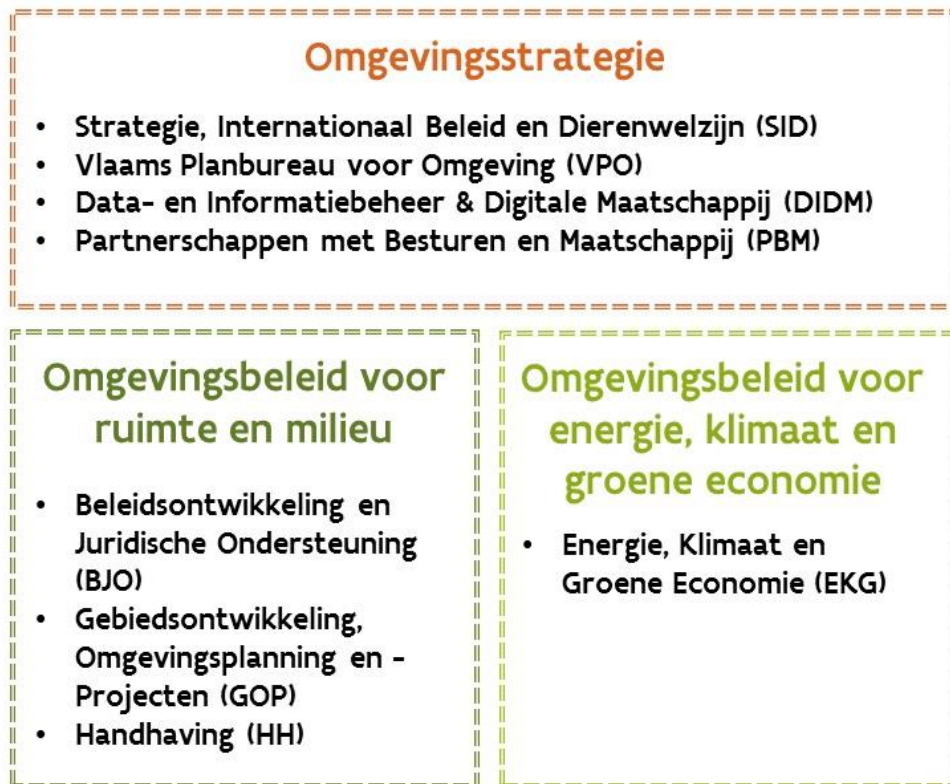 Omgevingsstrategie
• Strategie, Internationaal Beleid en Dierenwelzijn (SID)
• Vlaams Planbureau voor Omgeving (VPO)
• Data- en Informatiebeheer & Digitale Maatschappij (DIDM)
• Partnerschappen met Besturen en Maatschappij (PBM)
Omgevingsbeleid voor
ruimte en milieu
• Beleidsontwikkeling en
Juridische Ondersteuning
(BJO)
• Gebiedsontwikkeling,
Omgevingsplanning en -
Projecten (GOP)
• Handhaving (HH)
Omgevingsbeleid voor
energie, klimaat en
groene economie
• Energie, Klimaat en
Groene Economie (EKG)